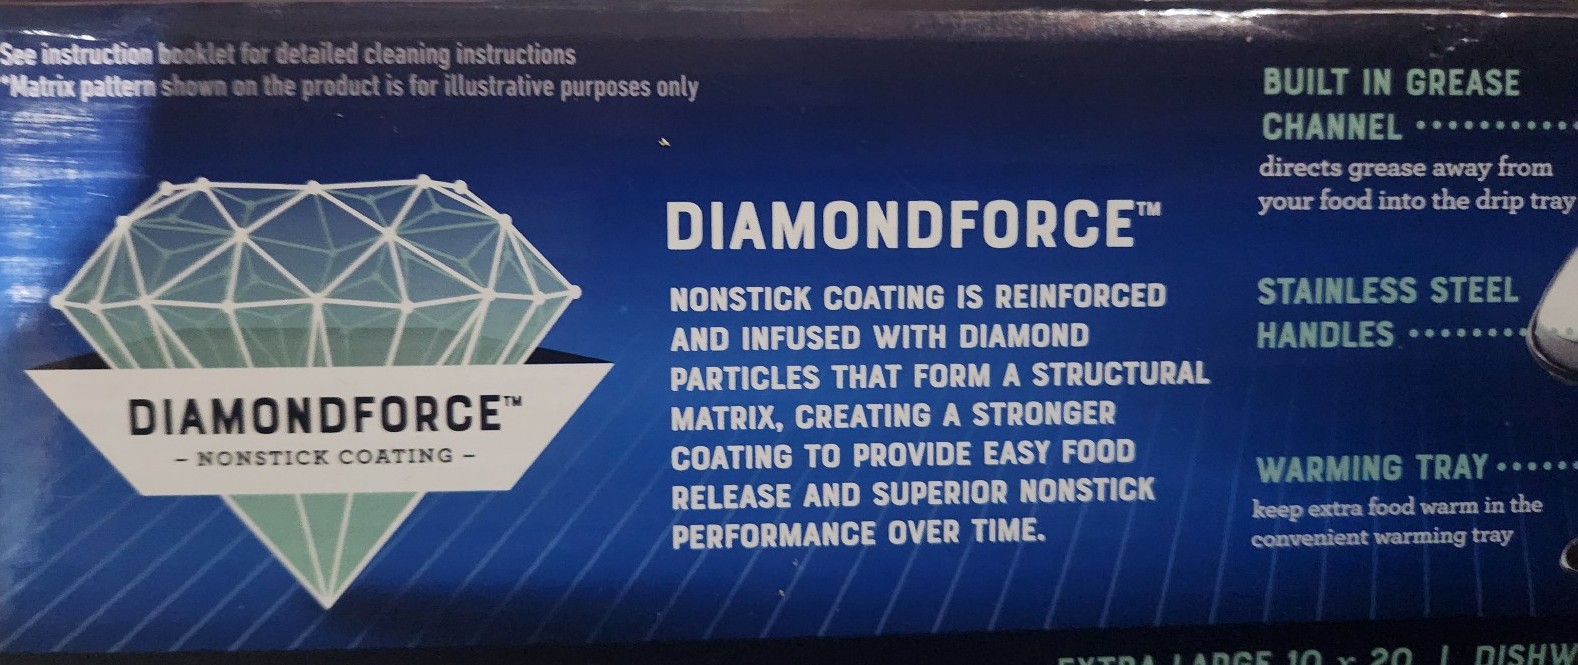 See instruction booklet for detailed cleaning instructions
*Matrix pattern shown on the product is for illustrative purposes only
DIAMONDFORCE™
- NONSTICK COATING -
DIAMONDFORCE™
NONSTICK COATING IS REINFORCED
AND INFUSED WITH DIAMOND
PARTICLES THAT FORM A STRUCTURAL
MATRIX, CREATING A STRONGER
COATING TO PROVIDE EASY FOOD
RELEASE AND SUPERIOR NONSTICK
PERFORMANCE OVER TIME.
BUILT IN GREASE
CHANNEL
directs grease away from
your food into the drip tray
STAINLESS STEEL
HANDLES
WARMING TRAY
keep extra food warm in the
convenient warming tray
EXTRA LARGE 10 x 20 |